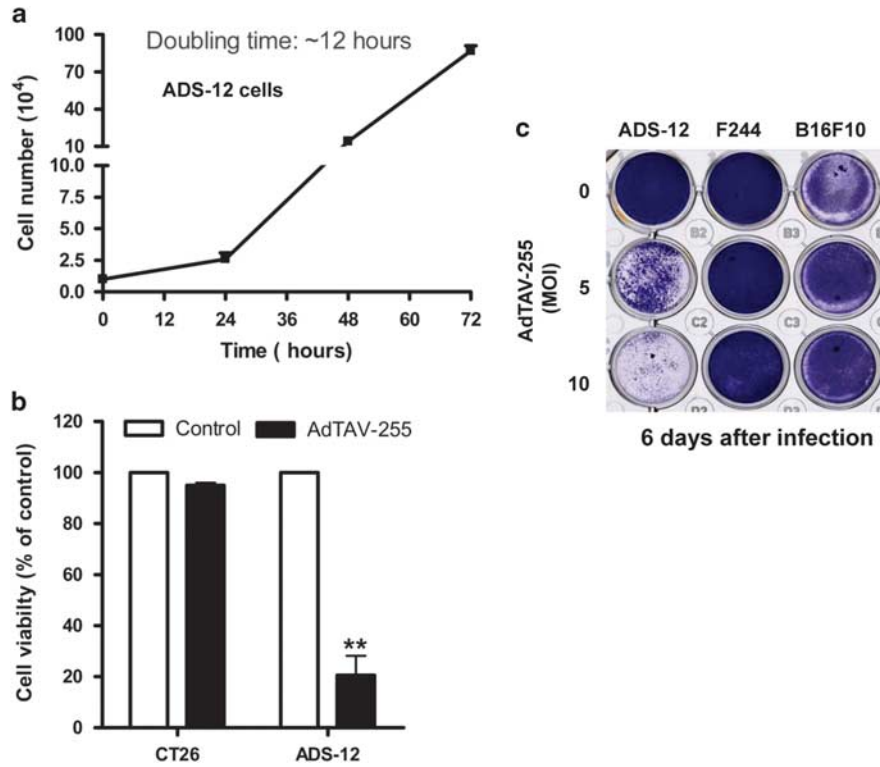 a
Doubling time: ~12 hours
ADS-12 cells
Cell number (10⁴)
100
70
40
10
10.0
7.5
5.0
2.5
0.0
0 12 24 36 48 60 72
Time ( hours)
b
Control AdTAV-255
Cell viabilty (% of control)
120
100
80
60
40
20
0
**
CT26 ADS-12
c
ADS-12 F244 B16F10
AdTAV-255
(MOI)
0
5
10
B2 B3
C2 C3
D2 D3
6 days after infection